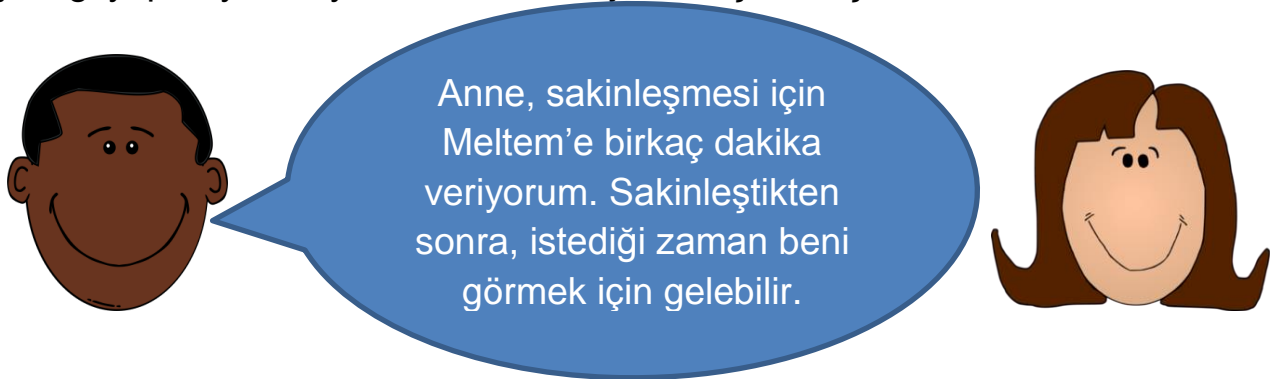 Anne, sakinleşmesi için
Meltem’e birkaç dakika
veriyorum. Sakinleştikten
sonra, istediği zaman beni
görmek için gelebilir.